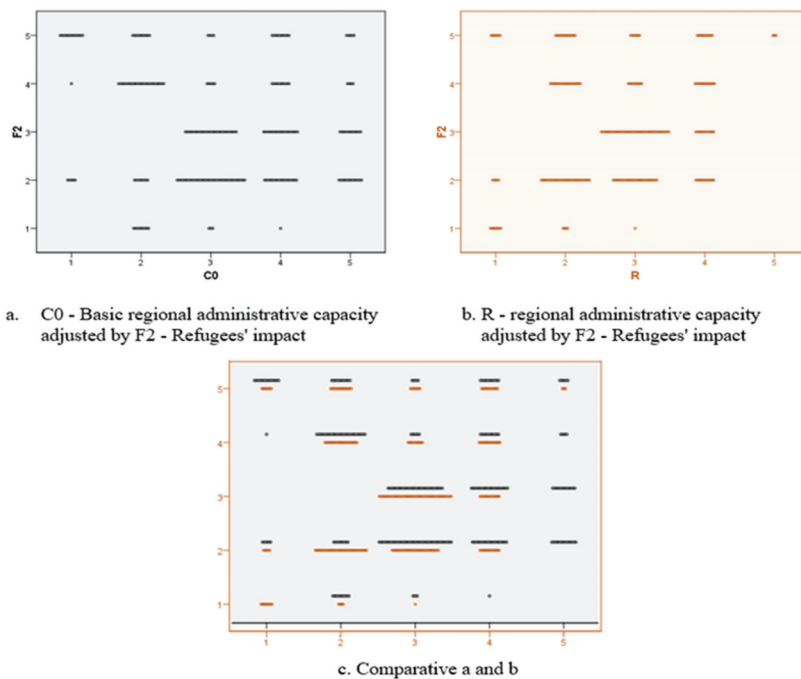 5
4
F2
3
2
1
1 2 3 4 5
C0
5
4
F2
3
2
1
1 2 3 4 5
R
a. C0 - Basic regional administrative capacity
adjusted by F2 - Refugees' impact
b. R - regional administrative capacity
adjusted by F2 - Refugees' impact
5
4
3
2
1
1 2 3 4 5
c. Comparative a and b